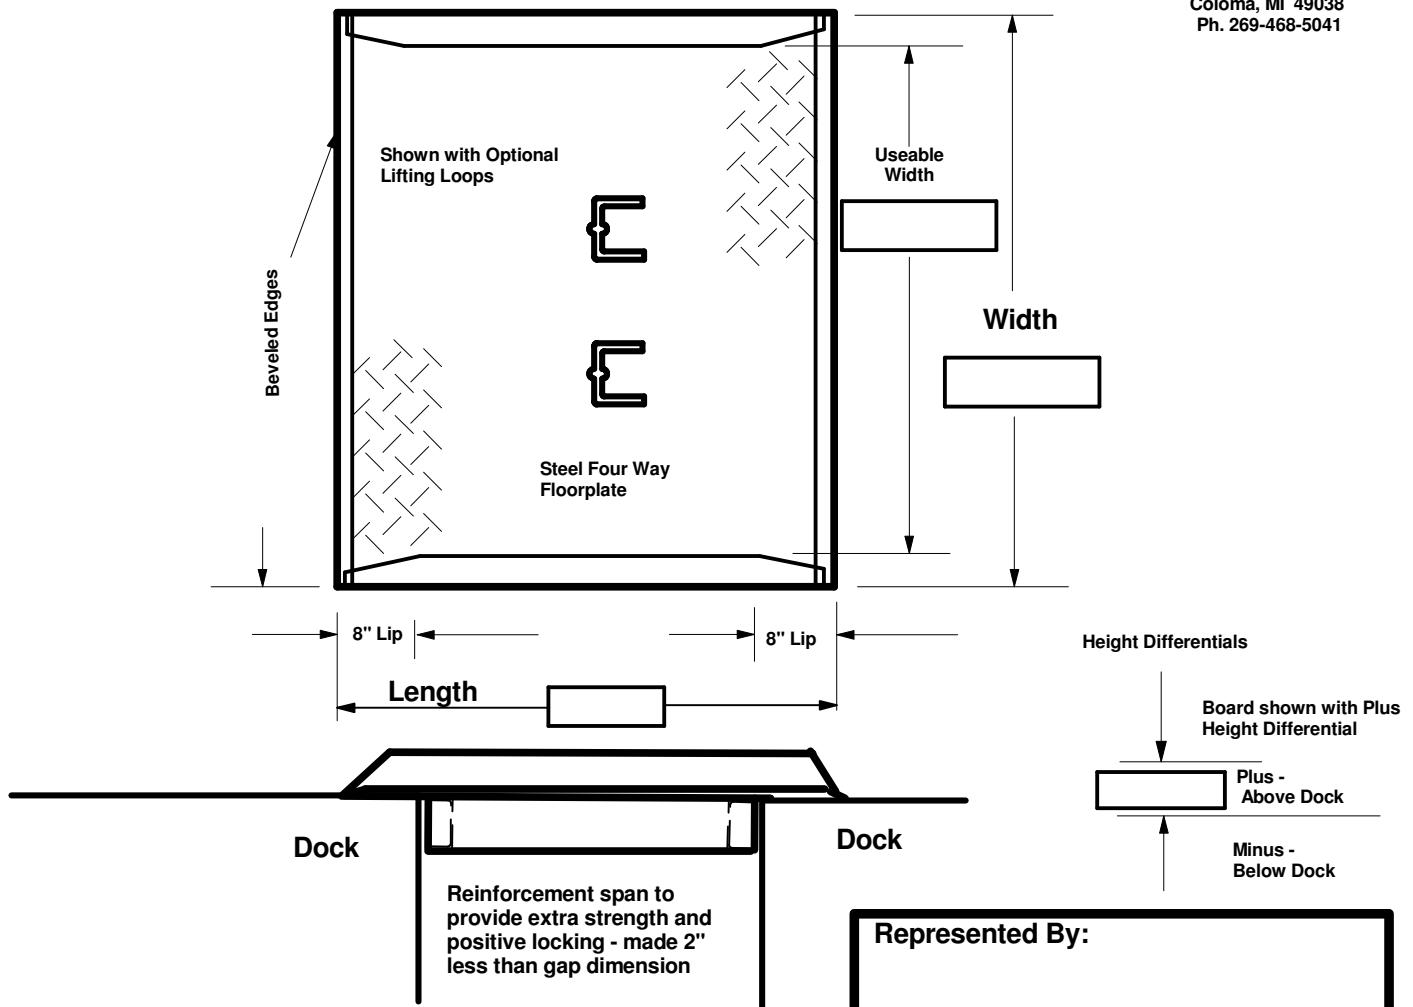 Coloma, MI 49038
Ph. 269-468-5041
Shown with Optional
Lifting Loops
Useable
Width
Beveled Edges
Width
Steel Four Way
Floorplate
8" Lip
8" Lip
Length
Height Differentials
Board shown with Plus
Height Differential
Plus -
Above Dock
Minus -
Below Dock
Dock
Dock
Reinforcement span to
provide extra strength and
positive locking - made 2"
less than gap dimension
Represented By: